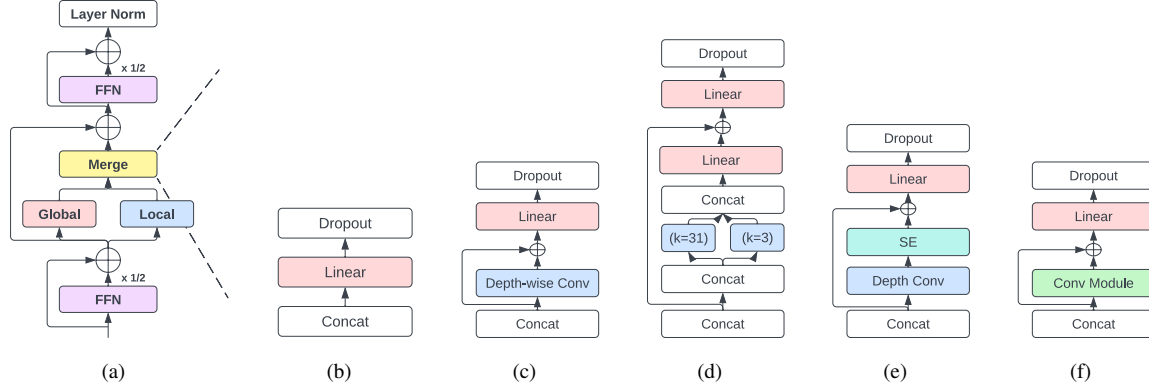 Layer Norm
x 1/2
FFN
Merge
Global
Local
x 1/2
FFN
(a)
Dropout
Linear
Concat
(b)
Dropout
Linear
Depth-wise Conv
Concat
(c)
Dropout
Linear
Linear
Concat
(k=31)
(k=3)
Concat
Concat
(d)
Dropout
Linear
SE
Depth Conv
Concat
(e)
Dropout
Linear
Conv Module
Concat
(f)